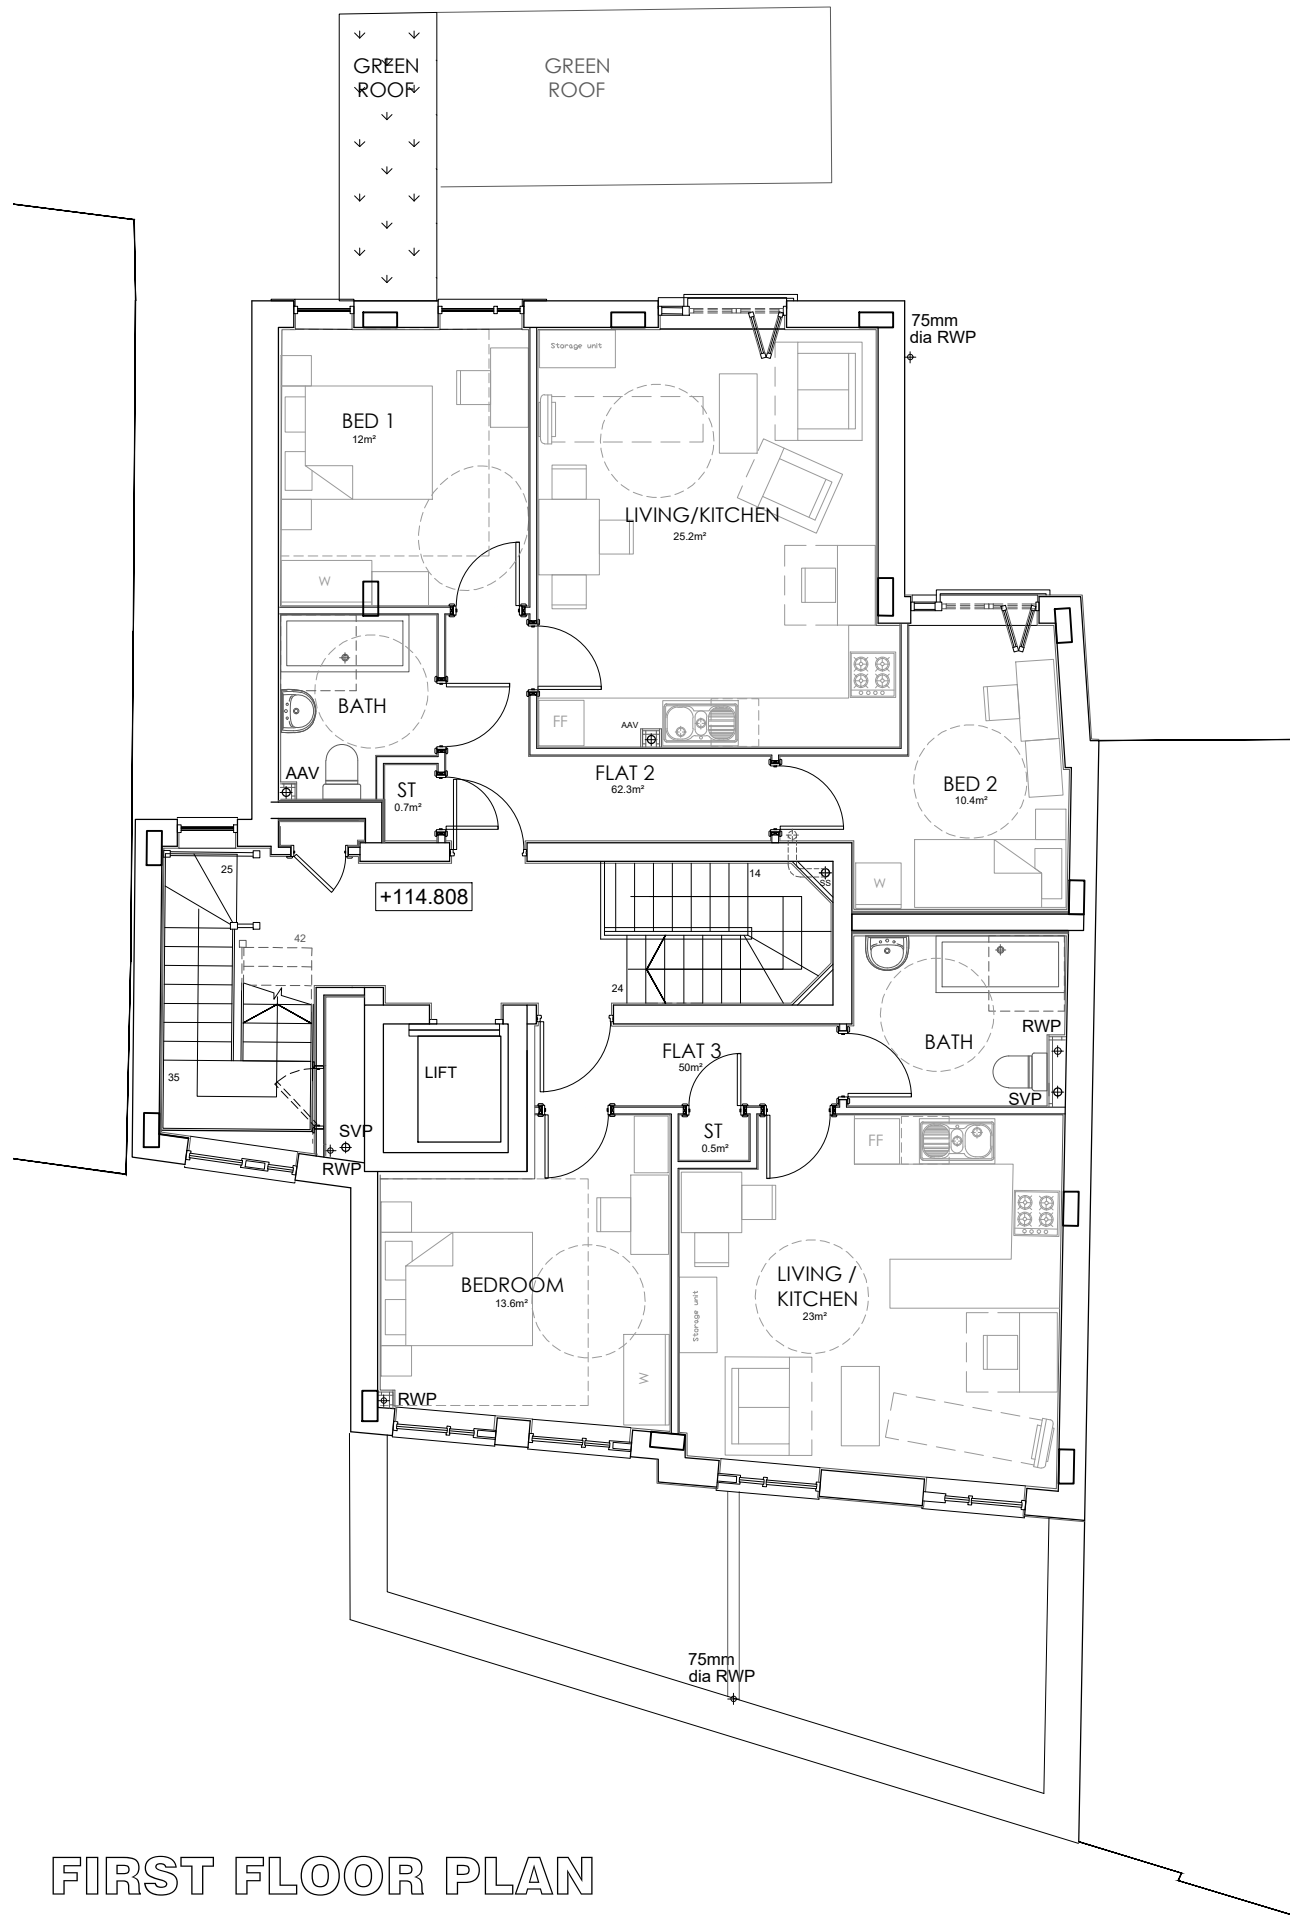 GREEN
ROOF
GREEN
ROOF
75mm
dia RWP
Storage unit
BED 1
12m²
LIVING/KITCHEN
25.2m²
W
BATH
FF
AAV
AAV
ST
0.7m²
FLAT 2
62.3m²
BED 2
10.4m²
W
25
14
SS
+114.808
42
24
35
LIFT
FLAT 3
50m²
RWP
BATH
SVP
SVP
RWP
ST
0.5m²
FF
BEDROOM
13.6m²
LIVING /
KITCHEN
23m²
Storage unit
W
RWP
75mm
dia RWP
FIRST FLOOR PLAN